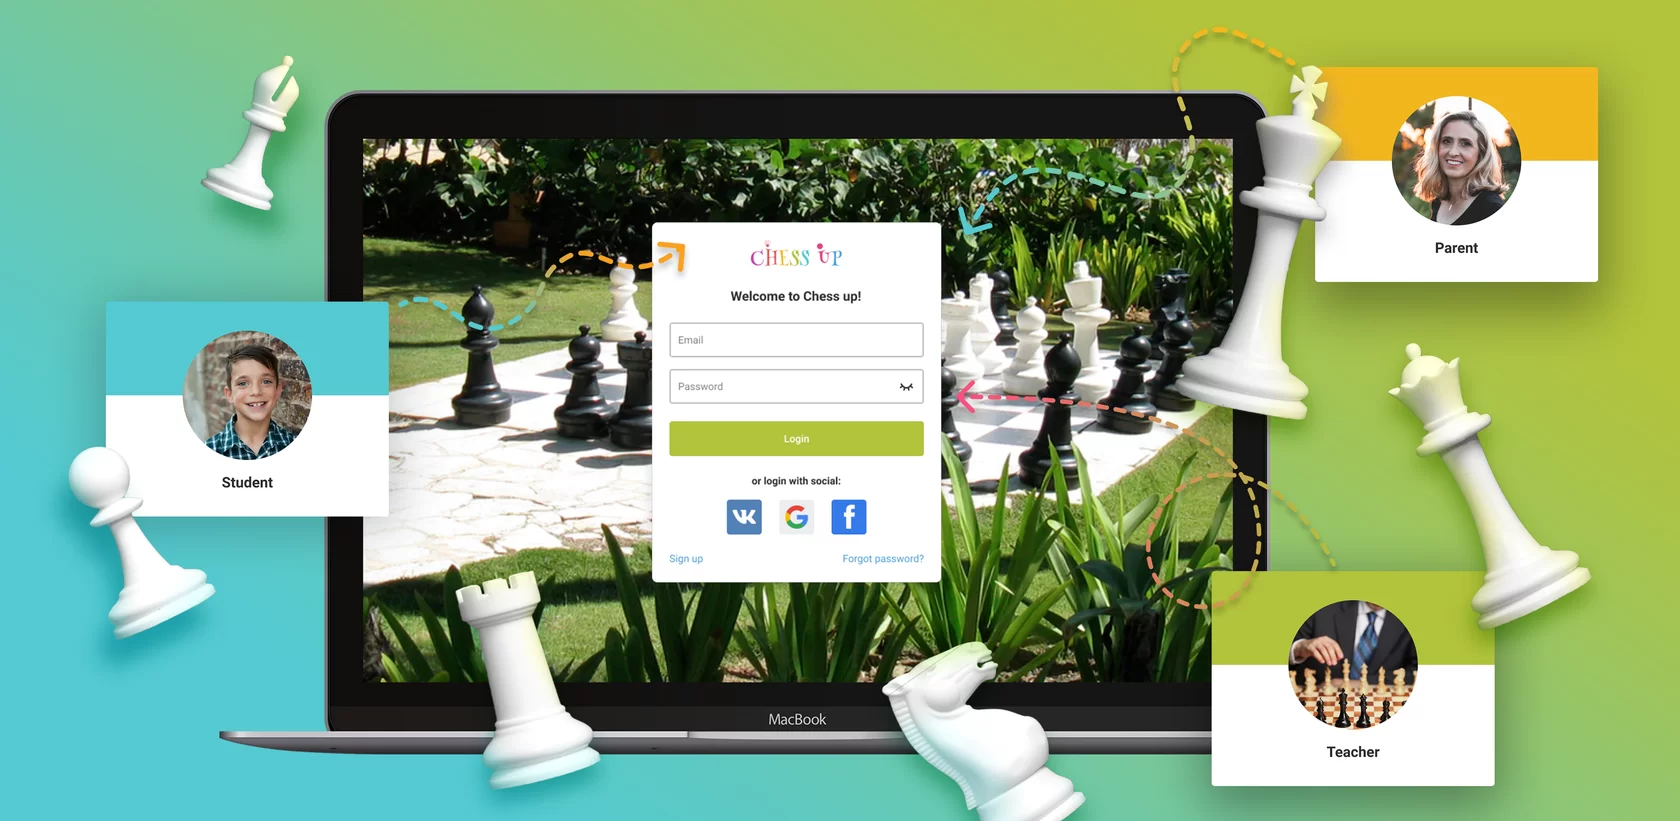 Parent
CHESS UP
Welcome to Chess up!
Email
Password
Login
or login with social:
Sign up
Forgot password?
Student
MacBook
Teacher